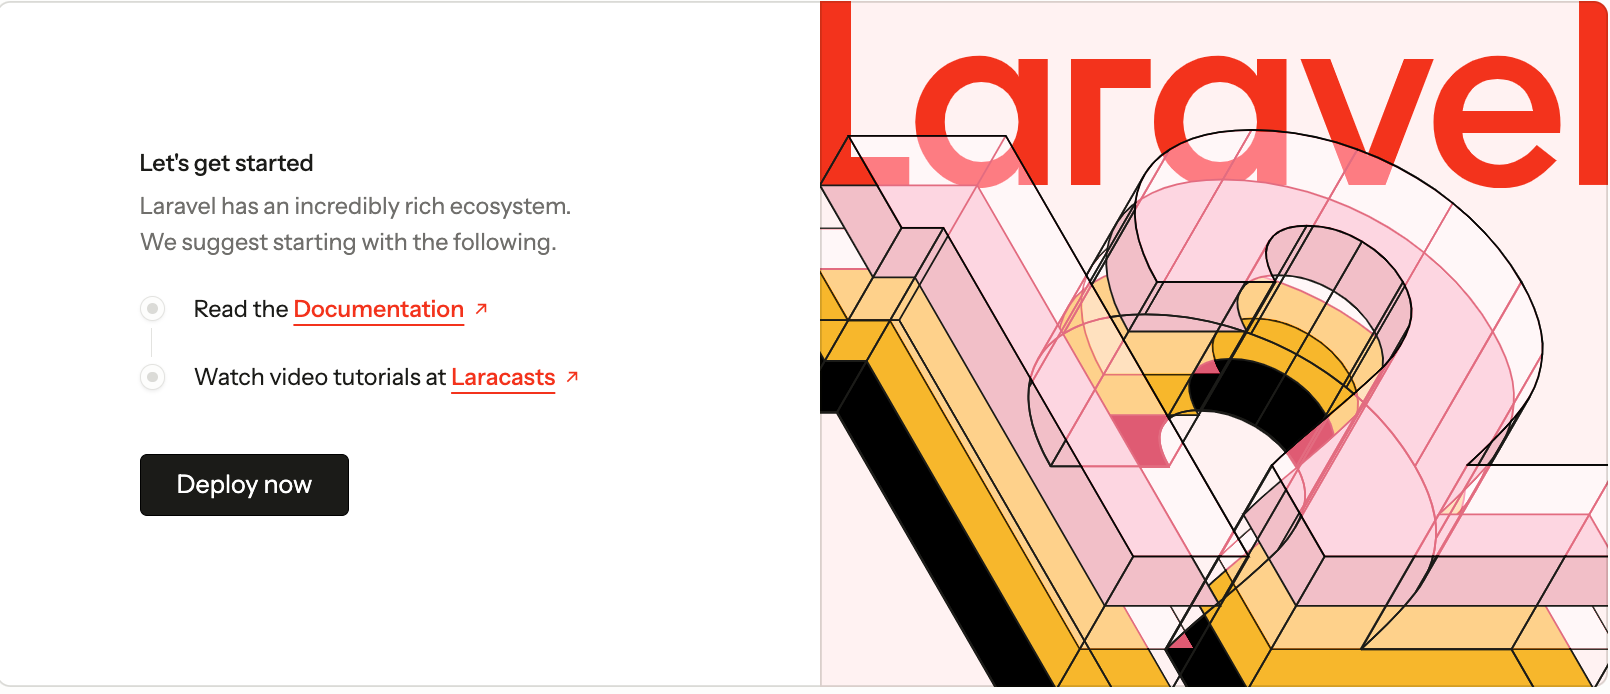 Laravel
Let's get started
Laravel has an incredibly rich ecosystem.
We suggest starting with the following.
Read the Documentation ↗
Watch video tutorials at Laracasts ↗
Deploy now